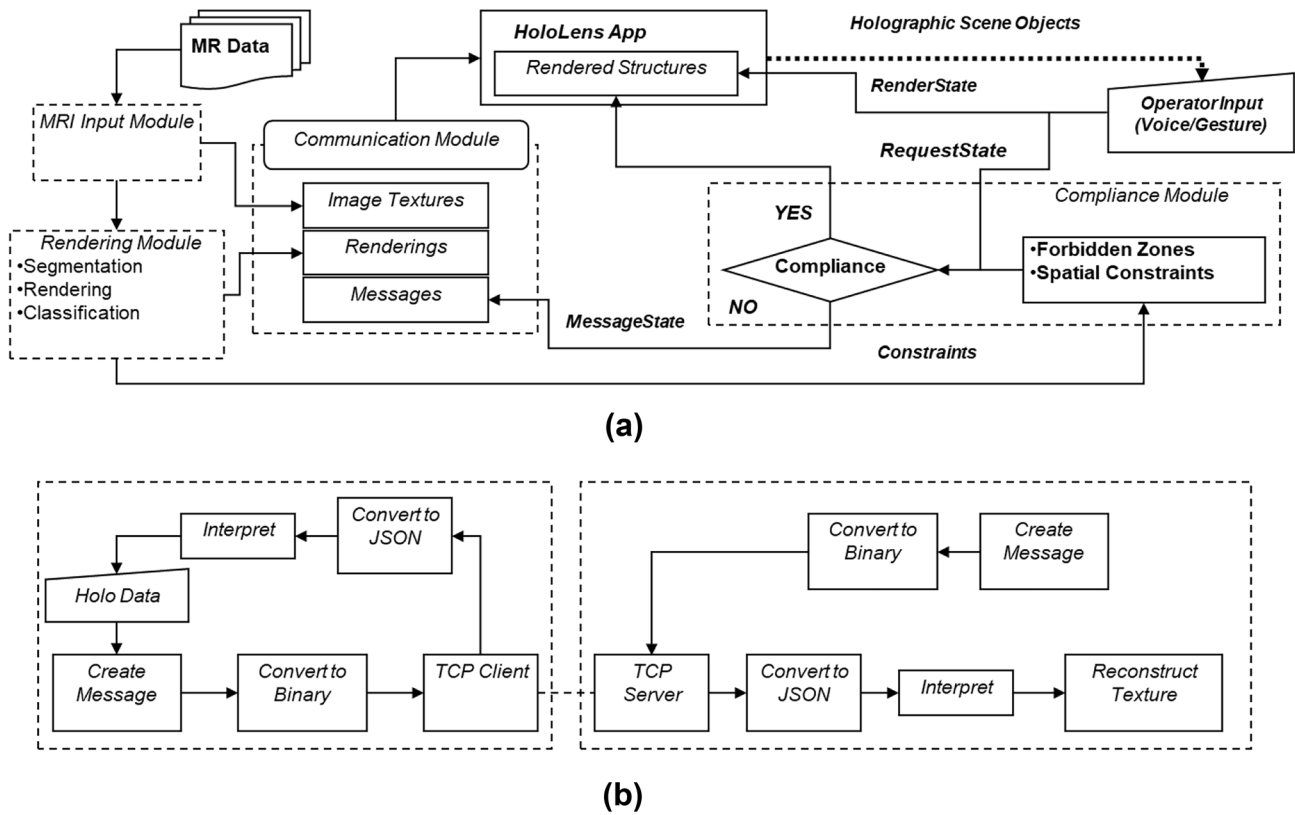 MR Data
HoloLens App
Rendered Structures
Holographic Scene Objects
RenderState
OperatorInput
(Voice/Gesture)
MRI Input Module
Communication Module
RequestState
Image Textures
Renderings
Messages
Rendering Module
•Segmentation
•Rendering
•Classification
YES
Compliance Module
Compliance
•Forbidden Zones
•Spatial Constraints
NO
MessageState
Constraints
(a)
Interpret
Convert to
JSON
Holo Data
Create
Message
Convert to
Binary
TCP Client
Convert to
Binary
Create
Message
TCP
Server
Convert to
JSON
Interpret
Reconstruct
Texture
(b)